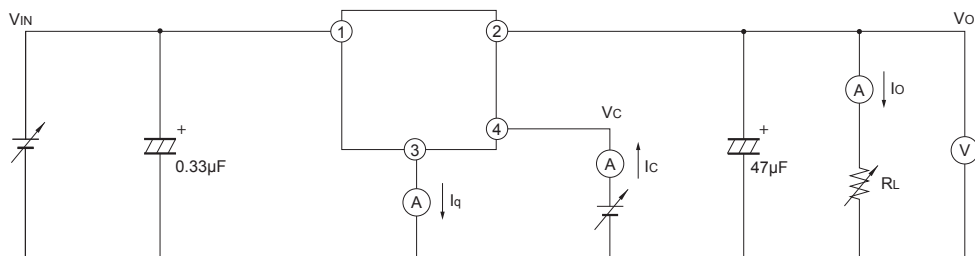 VIN
VO
1
2
A
IO
VC
4
+
0.33µF
3
A
IC
+
47µF
V
A
Iq
RL